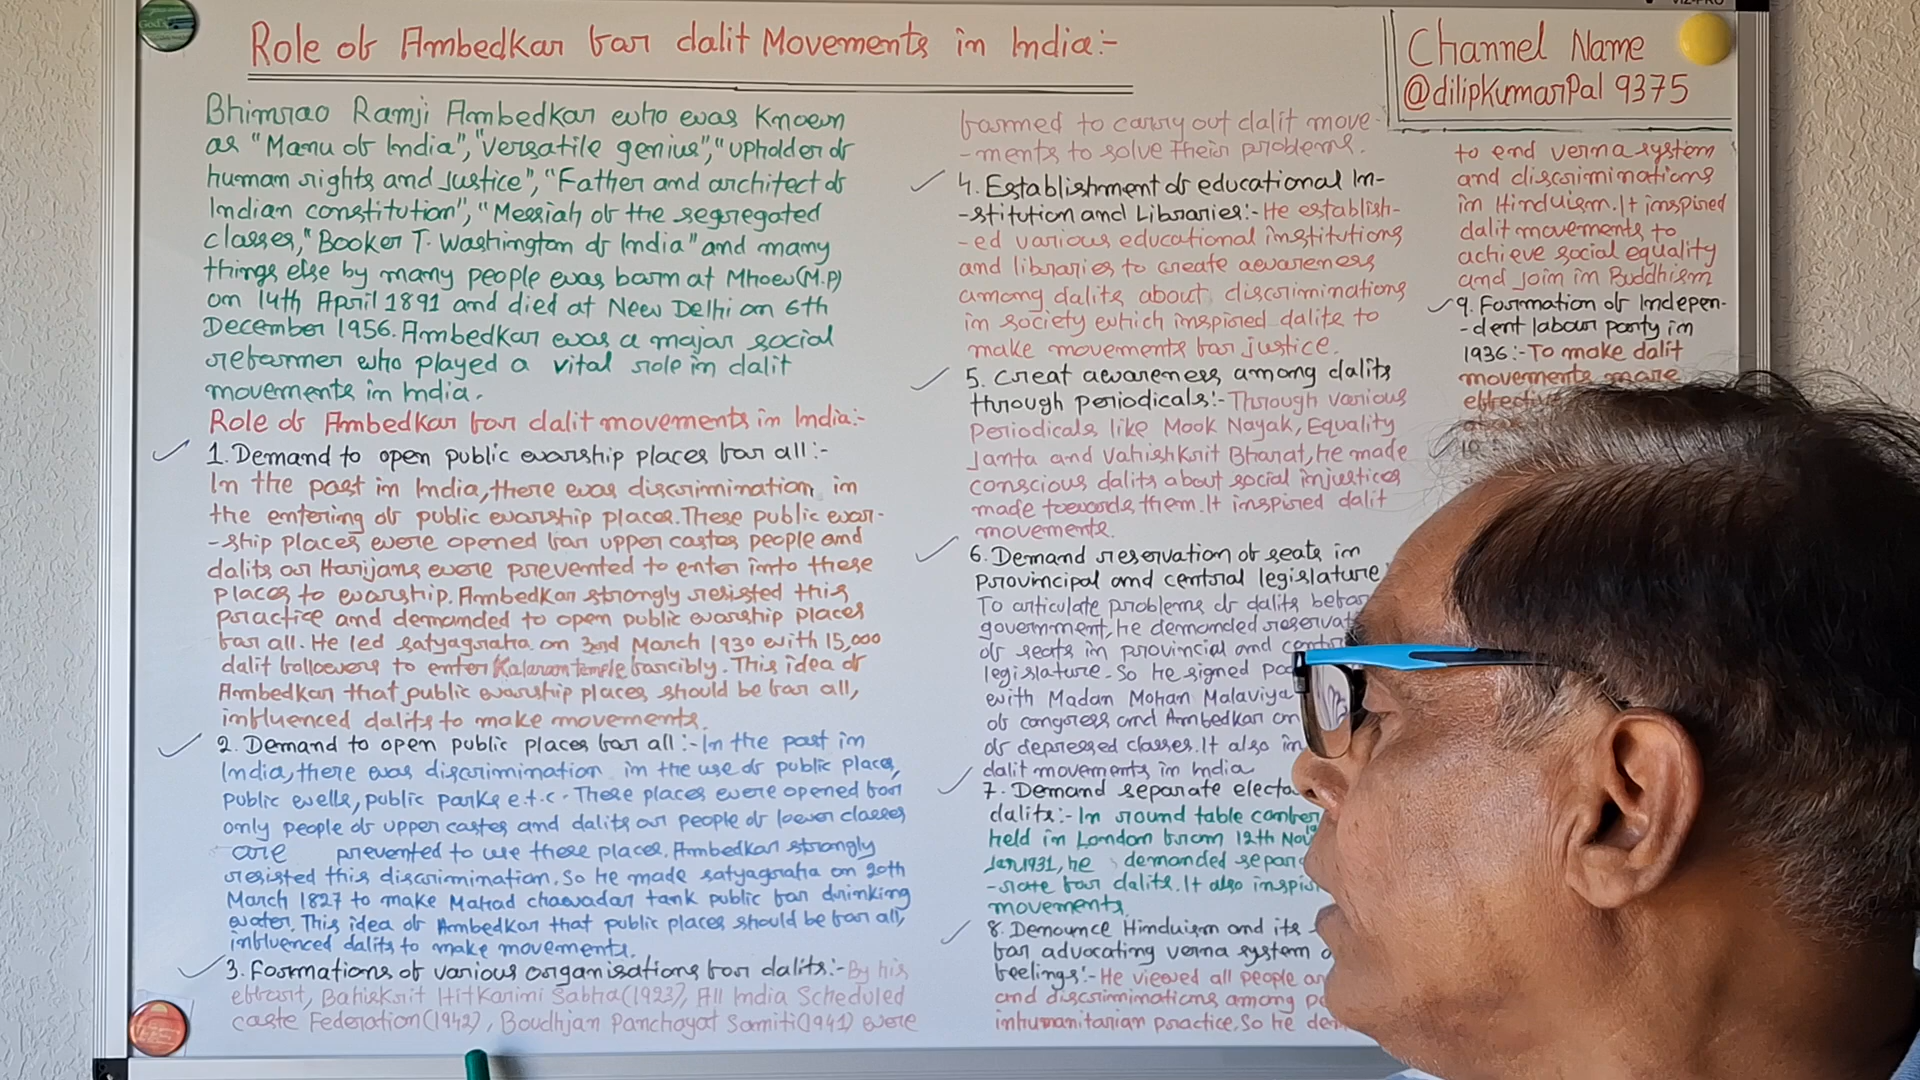 Role of Ambedkar for dalit Movements in India:-
Channel Name
@dilipkumarpal 9375
Bhimrao Ramji Ambedkar who was known
as "Manu of India", "versatile genius", "upholder of
human rights and justice", "Father and architect of
Indian constitution", "Messiah of the segregated
classes, "Booker T. Washington of India" and many
things else by many people was born at Mhow (M.P)
on 14th April 1891 and died at New Delhi on 6th
December 1956. Ambedkar was a major social
reformer who played a vital role in dalit
movements in India.
Role of Ambedkar for dalit movements in India:-
1. Demand to open public worship places for all:-
In the past in India, there was discrimination in
the entering of public worship places. These public wor-
-ship places were opened for upper castes people and
dalits or Harijans were prevented to enter into these
places to worship. Ambedkar strongly resisted this
practice and demanded to open public worship places
for all. He led satyagraha on 3nd March 1930 with 15,000
dalit followers to enter Kalaram temple forcibly. This idea of
Ambedkar that public worship places should be for all,
influenced dalits to make movements.
2. Demand to open public places for all:- In the past in
India, there was discrimination in the use of public place,
public wells, public parks e.t.c. These places were opened for
only people of upper castes and dalits or people of lower classes
are prevented to use these places. Ambedkar strongly
resisted this discrimination. So he made satyagraha on 20th
March 1827 to make Mahad chawadar tank public for drinking
water. This idea of Ambedkar that public places should be for all,
influenced dalits to make movements.
3. Formations of various organisations for dalits:- By his
effort, Bahiskrit Hitkarini Sabha (1923), All India Scheduled
caste Federation (1942), Boudhjan Panchayat Samiti (1941) were
formed to carry out dalit move-
-ments to solve their problems.
4. Establishment of educational In-
-stitution and Libraries:- He establish-
-ed various educational institutions
and libraries to create awareness
among dalits about discriminations
in society which inspired dalits to
make movements for justice.
5. creat awareness among dalits
through periodicals:- Through various
Periodicals like Mook Nayak, Equality
Janta and Vahishkrit Bharat, he made
conscious dalits about social injustices
made towards them. It inspired dalit
movements.
6. Demand reservation of seats in
provincipal and central legislature
To articulate problems of dalits
government, he demanded
of seats in provincial and
legislature. So he signed
with Madan Mohan Malaviya
of congress and Ambedkar on
of depressed classes. It also
dalit movements in India
7. Demand separate
dalits:- In round table
held in London from 12th
Jan 1931, he demanded
-rate for dalits. It also
movements.
8. Denounce Hinduism and its
for advocating verna system
feelings:- He viewed all people
and discriminations among
inhumanitarian practice. So he
to end verna system
and discriminations
in Hinduism. It inspired
dalit movements to
achieve social equality
and Join in Buddhism
9. Formation of Indepen-
-dent labour party in
1936:- To make dalit
movements more
10